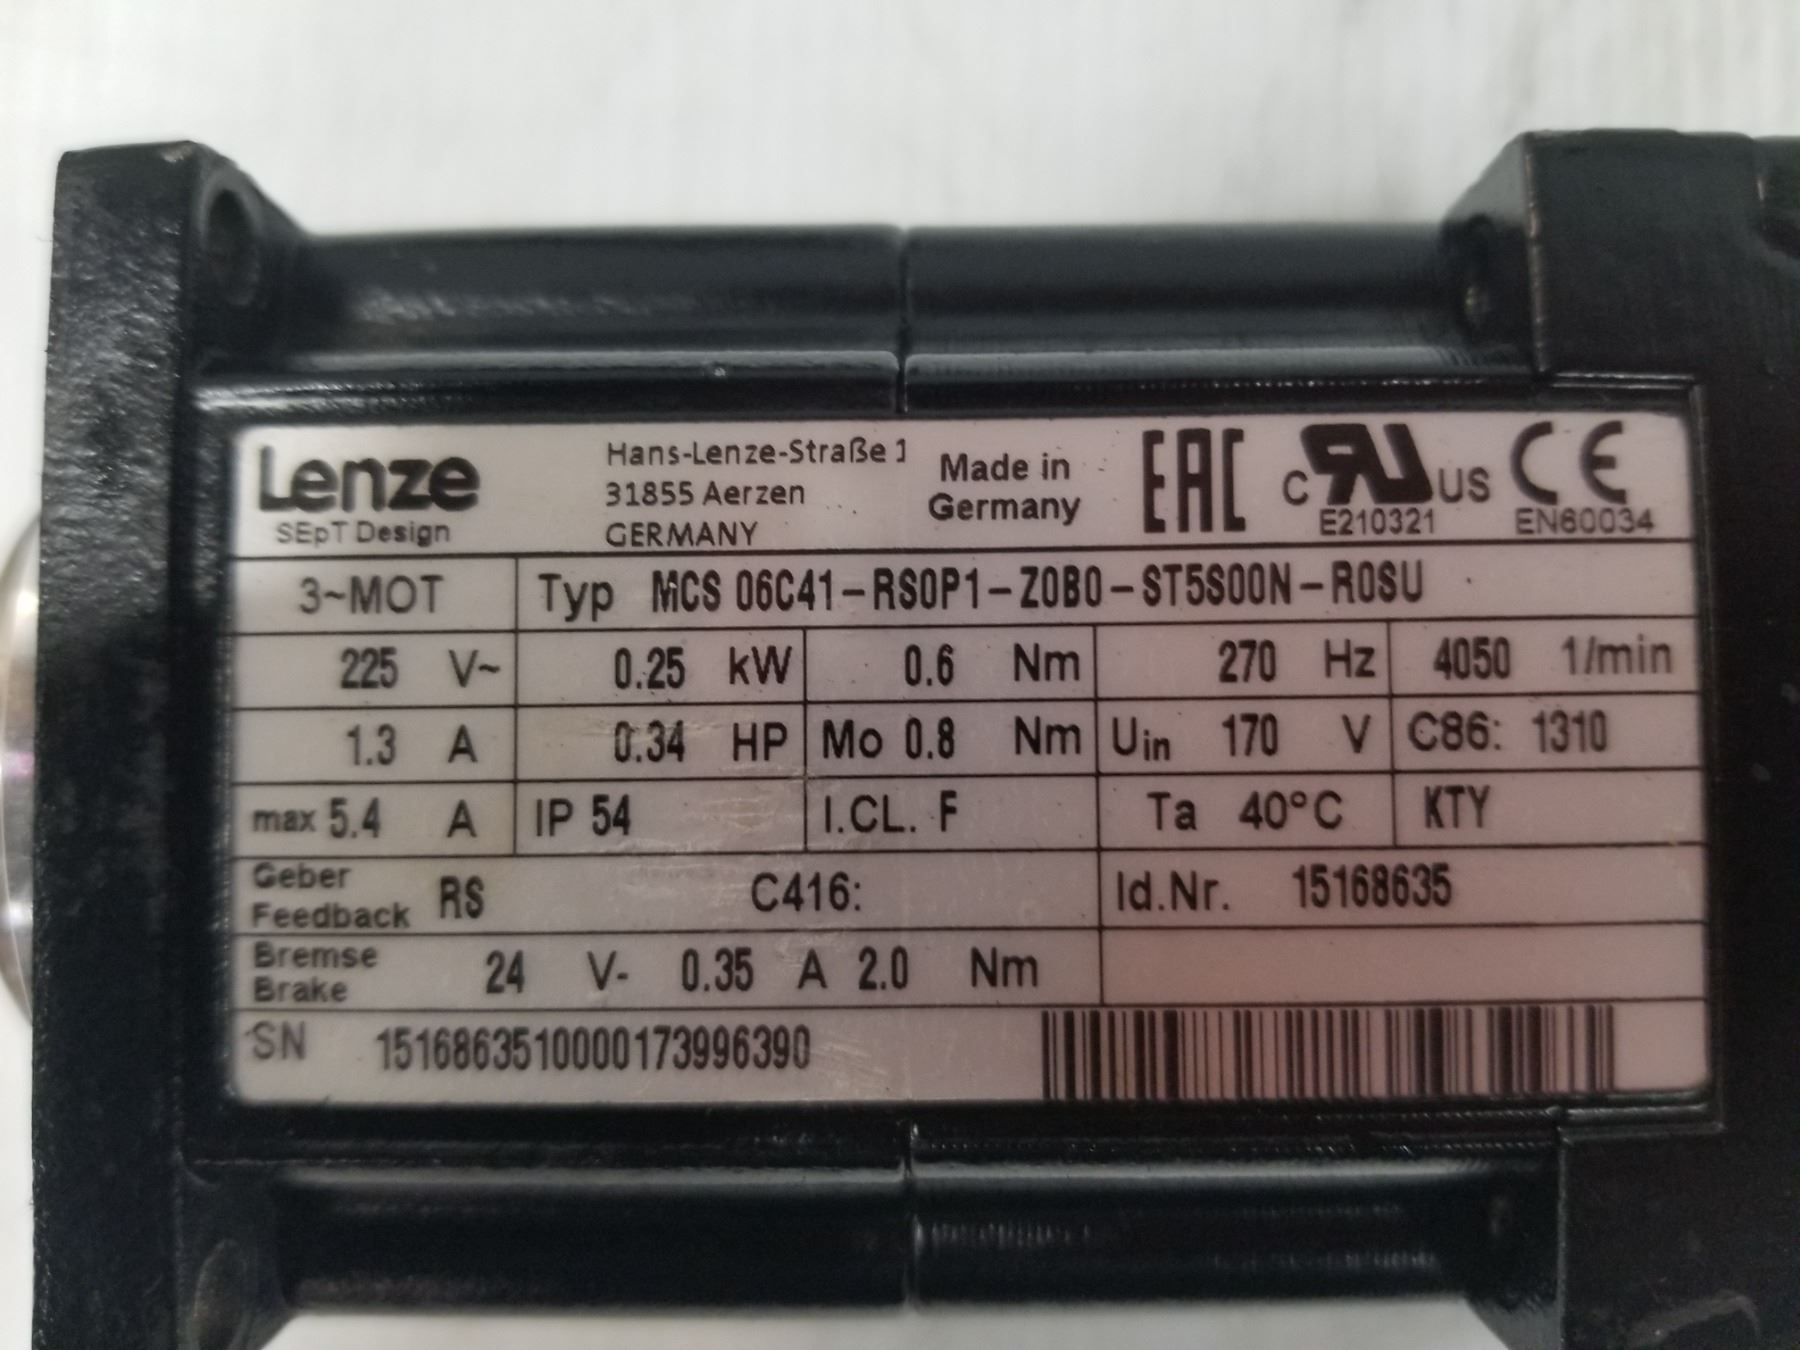 Lenze
SEpT Design
Hans-Lenze-Straße 1
31855 Aerzen
GERMANY
Made in
Germany
EAC
C RU US
E210321
CE
EN60034
3~MOT Typ MCS 06C41-RS0P1-Z0B0-ST5S00N-R0SU
225 V~ 0.25 kW 0.6 Nm 270 Hz 4050 1/min
1.3 A 0.34 HP Mo 0.8 Nm Uin 170 V C86: 1310
max 5.4 A IP 54 I.CL. F Ta 40°C KTY
Geber
Feedback RS C416: Id.Nr. 15168635
Bremse
Brake 24 V- 0.35 A 2.0 Nm
SN 1516863510000173996390